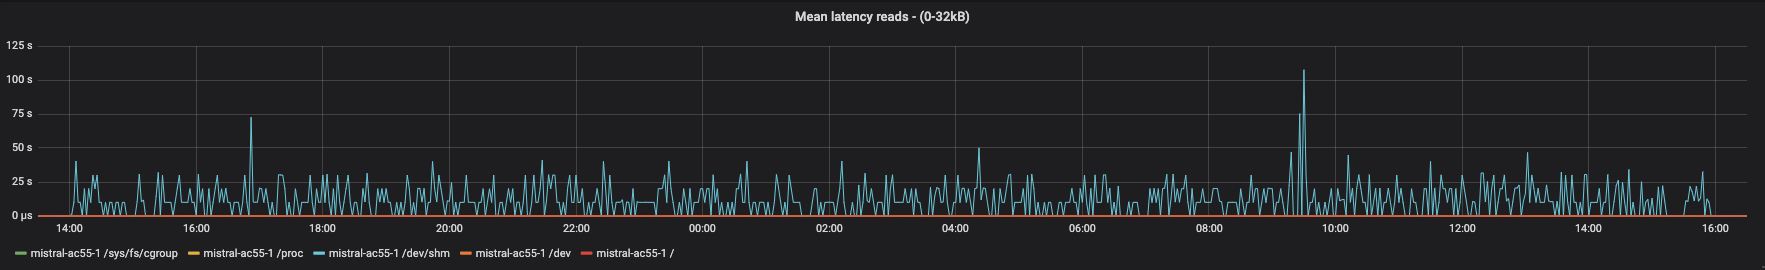 Mean latency reads - (0-32kB)
125 s
100 s
75 s
50 s
25 s
0 µs
14:00 16:00 18:00 20:00 22:00 00:00 02:00 04:00 06:00 08:00 10:00 12:00 14:00 16:00
mistral-ac55-1 /sys/fs/cgroup mistral-ac55-1 /proc mistral-ac55-1 /dev/shm mistral-ac55-1 /dev mistral-ac55-1 /